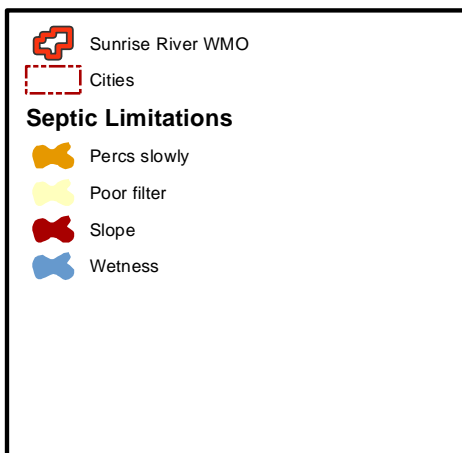 Sunrise River WMO
Cities
Septic Limitations
Percs slowly
Poor filter
Slope
Wetness